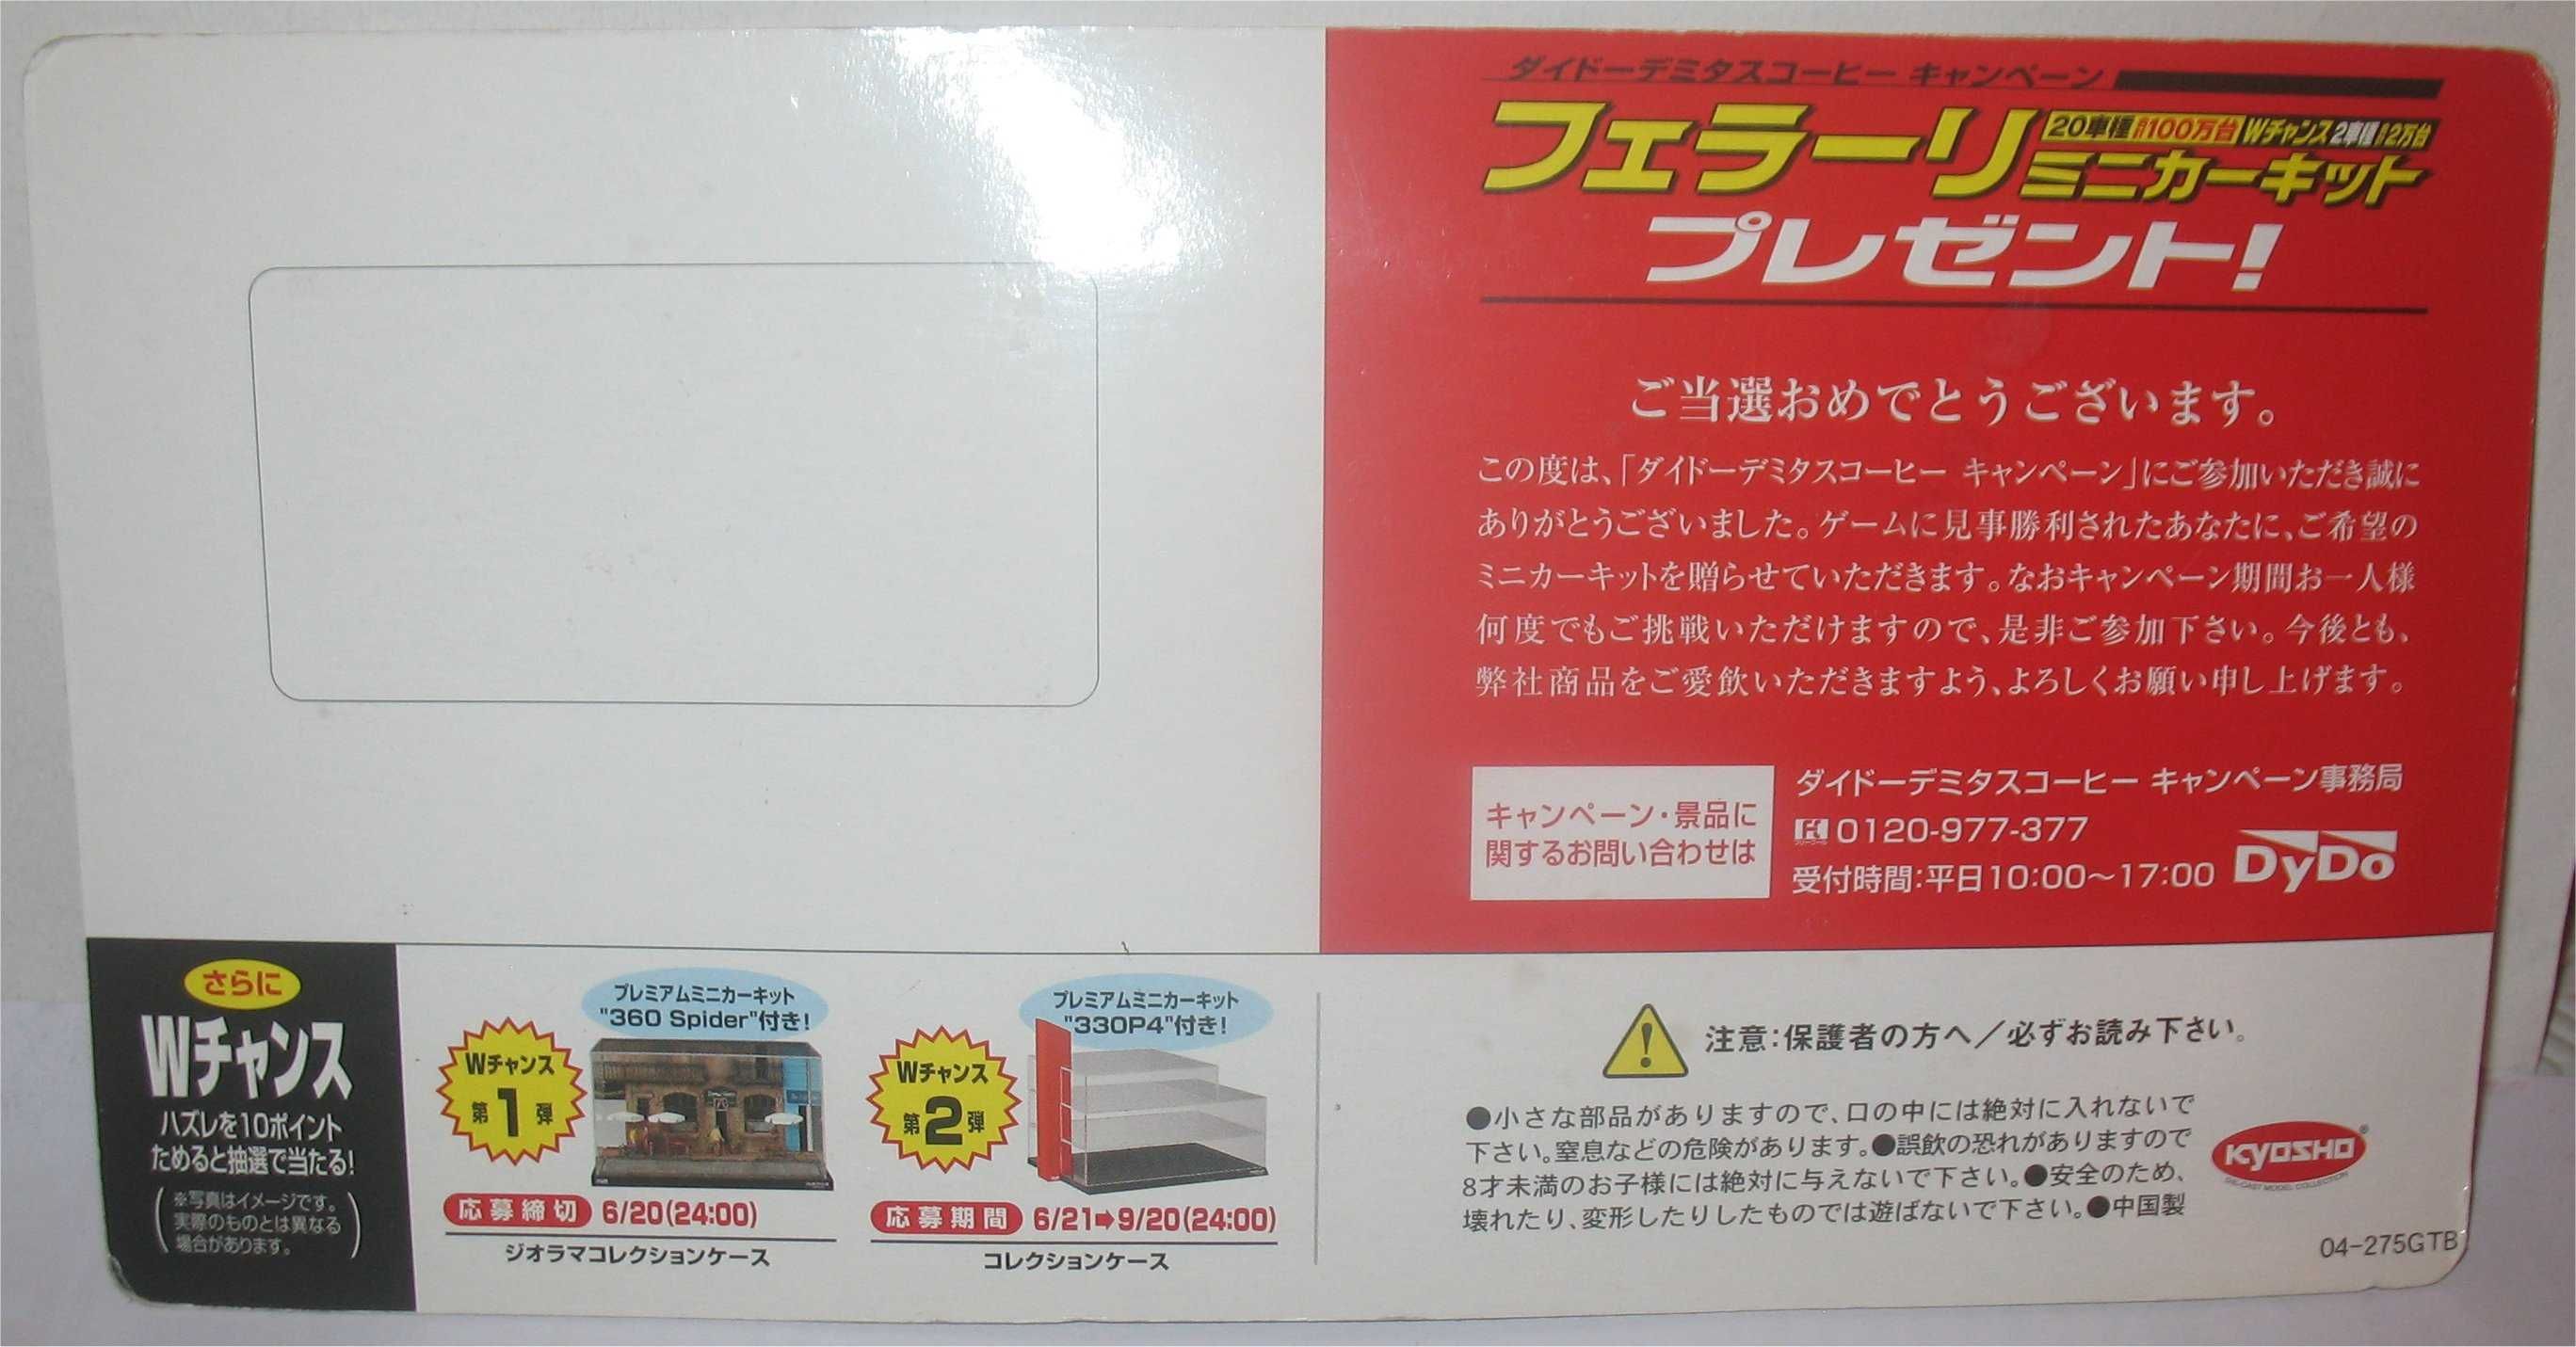 ダイドーデミタスコーヒー キャンペーン
フェラーリ
20車種 計100万台 Wチャンス2車種 計2万台
ミニカーキット
プレゼント!
ご当選おめでとうございます。
この度は、「ダイドーデミタスコーヒー キャンペーン」にご参加いただき誠に
ありがとうございました。ゲームに見事勝利されたあなたに、ご希望の
ミニカーキットを贈らせていただきます。なおキャンペーン期間お一人様
何度でもご挑戦いただけますので、是非ご参加下さい。今後とも、
弊社商品をご愛飲いただきますよう、よろしくお願い申し上げます。
キャンペーン・景品に
関するお問い合わせは
ダイドーデミタスコーヒー キャンペーン事務局
0120-977-377
受付時間:平日10:00〜17:00
DyDo
さらに
Wチャンス
ハズレを10ポイント
ためると抽選で当たる!
※写真はイメージです。
実際のものとは異なる
場合があります。
プレミアムミニカーキット
"360 Spider"付き!
Wチャンス
第1弾
応募締切 6/20(24:00)
ジオラマコレクションケース
プレミアムミニカーキット
"330P4"付き!
Wチャンス
第2弾
応募期間 6/21➡9/20(24:00)
コレクションケース
注意:保護者の方へ／必ずお読み下さい。
●小さな部品がありますので、口の中には絶対に入れないで
下さい。窒息などの危険があります。●誤飲の恐れがありますので
8才未満のお子様には絶対に与えないで下さい。●安全のため、
壊れたり、変形したりしたものでは遊ばないで下さい。●中国製
KYOSHO®
DIE-CAST MODEL COLLECTION
04-275GTB